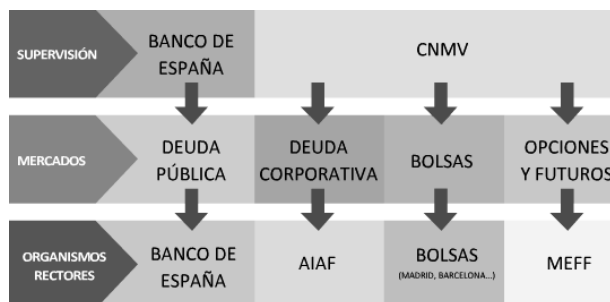 SUPERVISIÓN
BANCO DE
ESPAÑA
CNMV
MERCADOS
DEUDA
PÚBLICA
DEUDA
CORPORATIVA
BOLSAS
OPCIONES
Y FUTUROS
ORGANISMOS
RECTORES
BANCO DE
ESPAÑA
AIAF
BOLSAS
(MADRID, BARCELONA...)
MEFF